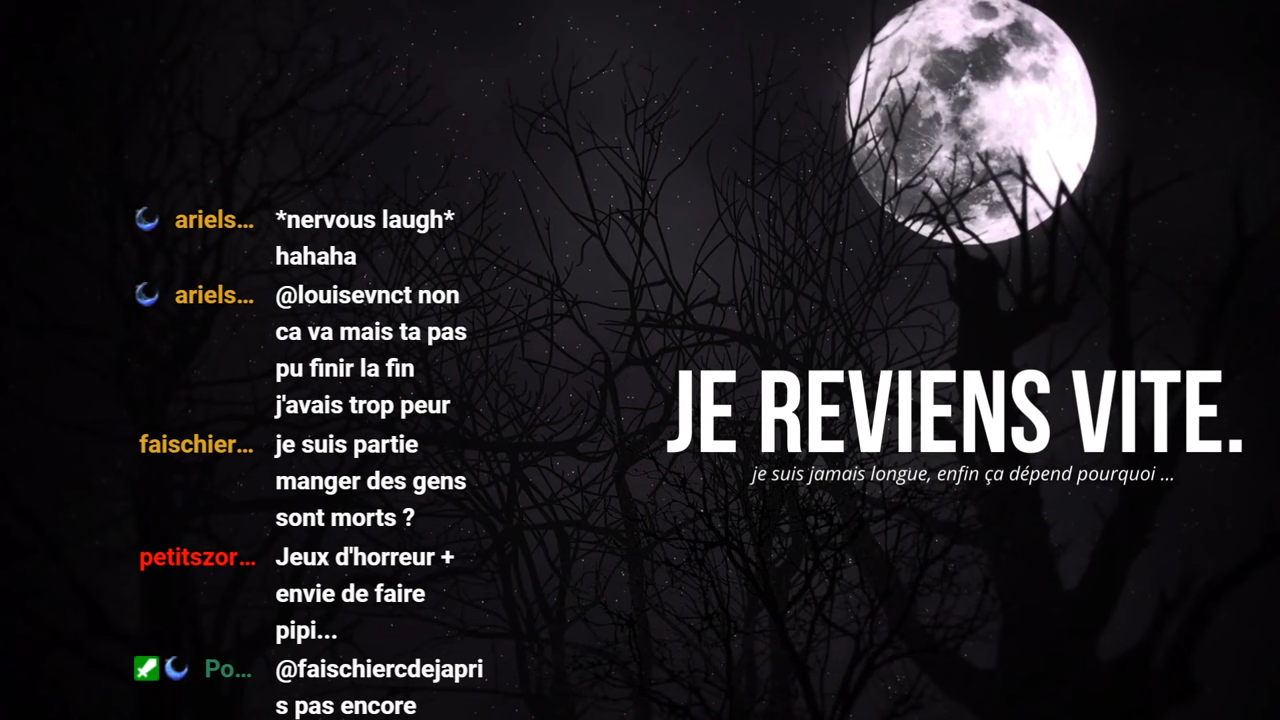 ariels… *nervous laugh*
hahaha
ariels… @louisevnct non
ca va mais ta pas
pu finir la fin
j'avais trop peur
faischier… je suis partie
manger des gens
sont morts ?
petitszor… Jeux d'horreur +
envie de faire
pipi...
Po… @faischiercdejapri
s pas encore
JE REVIENS VITE.
je suis jamais longue, enfin ça dépend pourquoi ...